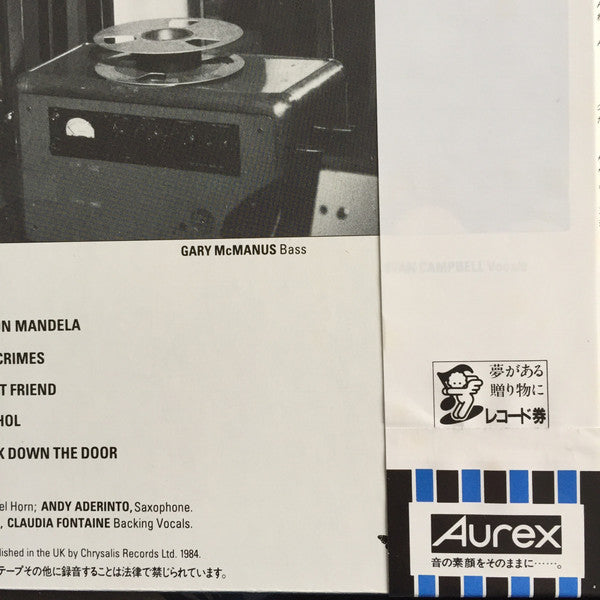 GARY McMANUS Bass
VAN CAMPBELL Vocals
N MANDELA
CRIMES
T FRIEND
HOL
K DOWN THE DOOR
el Horn; ANDY ADERINTO, Saxophone.
, CLAUDIA FONTAINE Backing Vocals.
lished in the UK by Chrysalis Records Ltd. 1984.
テープその他に録音することは法律で禁じられています。
夢がある
贈り物に
レコード券
Aurex
音の素顔をそのままに……。